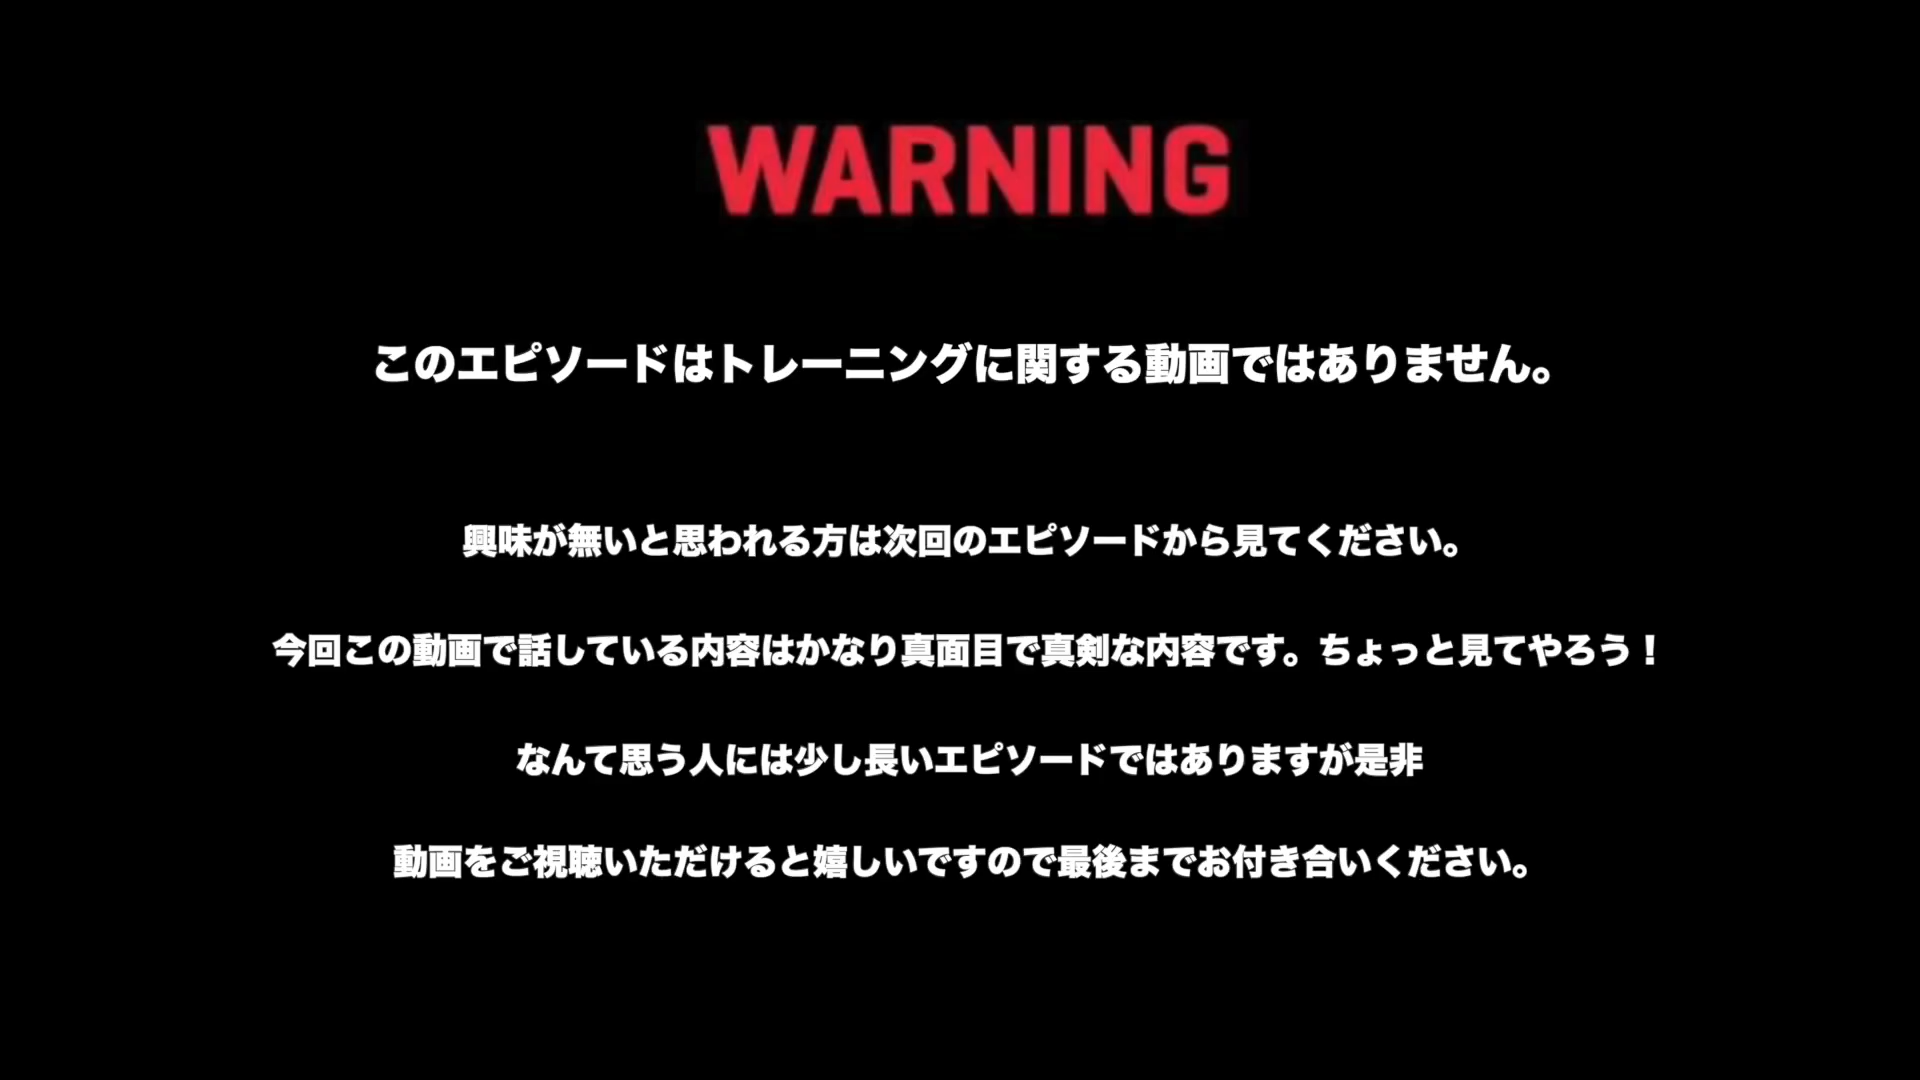 WARNING
このエピソードはトレーニングに関する動画ではありません。
興味が無いと思われる方は次回のエピソードから見てください。
今回この動画で話している内容はかなり真面目で真剣な内容です。ちょっと見てやろう！
なんて思う人には少し長いエピソードではありますが是非
動画をご視聴いただけると嬉しいですので最後までお付き合いください。